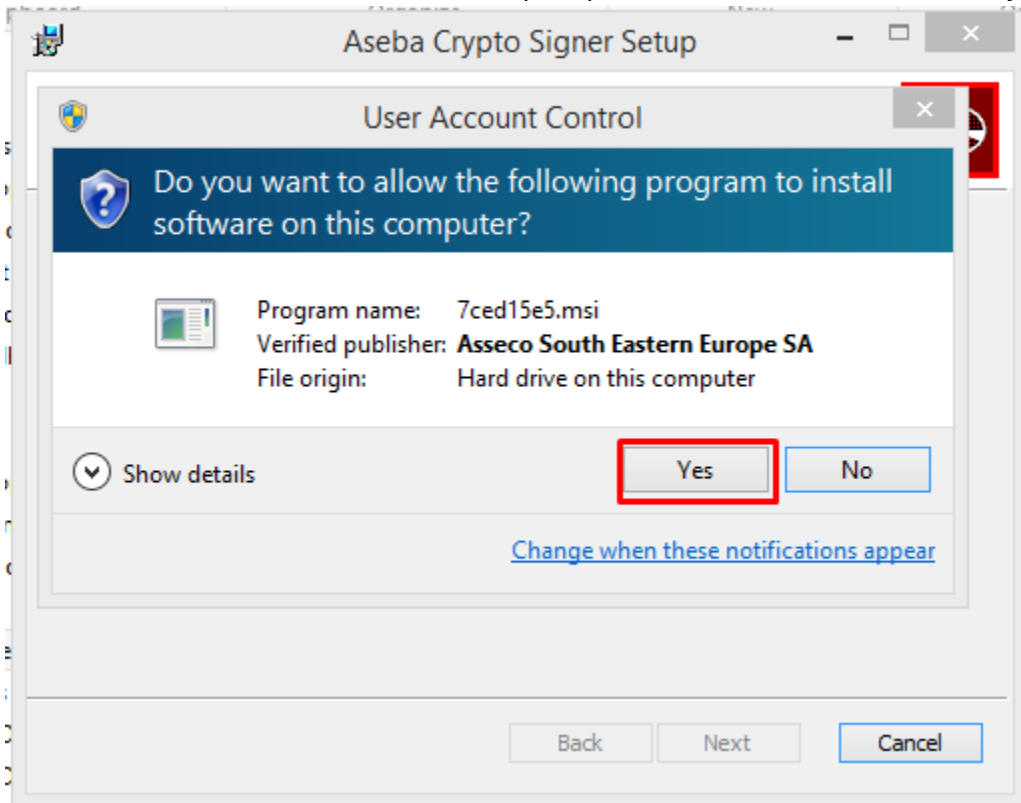 Aseba Crypto Signer Setup
User Account Control
Do you want to allow the following program to install
software on this computer?
Program name: 7ced15e5.msi
Verified publisher: Asseco South Eastern Europe SA
File origin: Hard drive on this computer
Show details
Yes
No
Change when these notifications appear
Back
Next
Cancel